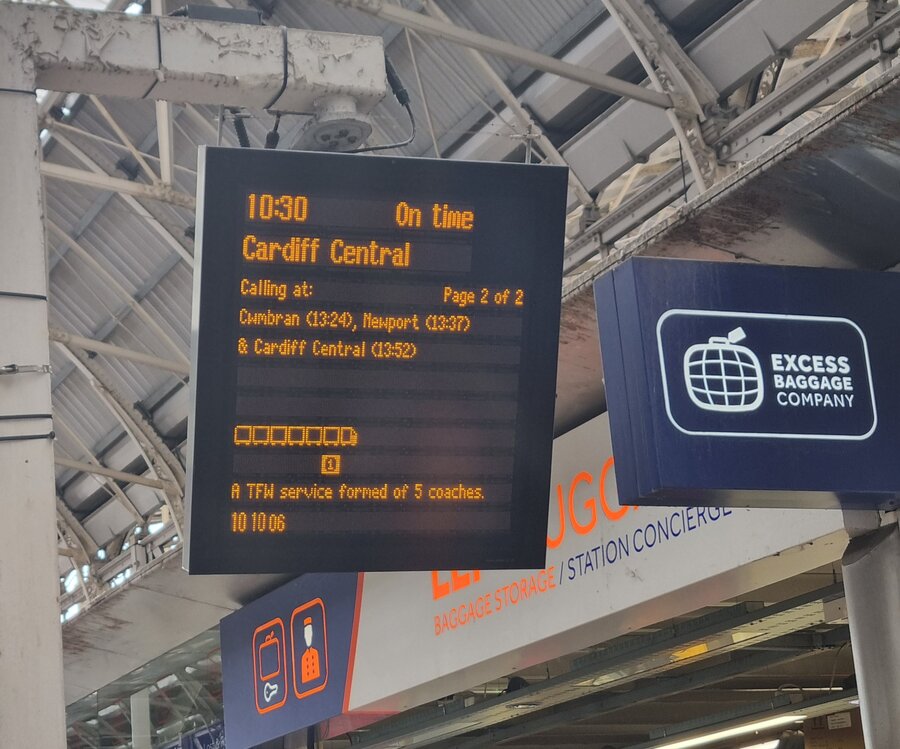 10:30 On time
Cardiff Central
Calling at: Page 2 of 2
Cwmbran (13:24), Newport (13:37)
& Cardiff Central (13:52)
1
A TFW service formed of 5 coaches.
10 10 06
EXCESS
BAGGAGE
COMPANY
BAGGAGE STORAGE / STATION CONCIERGE